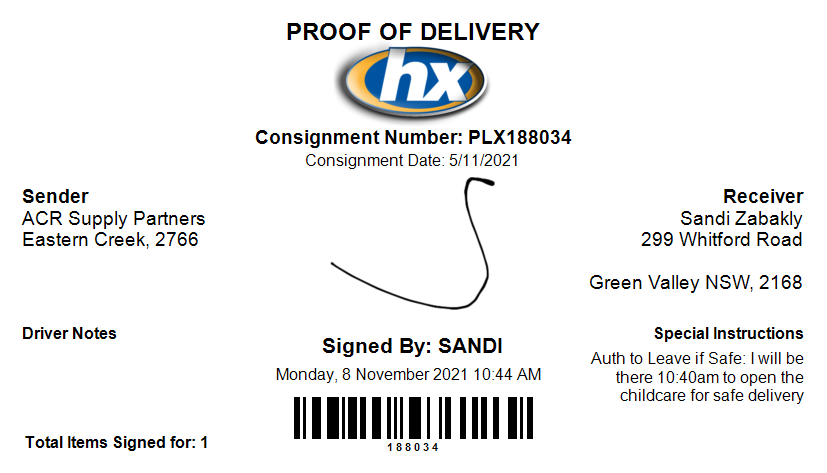 PROOF OF DELIVERY
hx
Consignment Number: PLX188034
Consignment Date: 5/11/2021
Sender
ACR Supply Partners
Eastern Creek, 2766
Receiver
Sandi Zabakly
299 Whitford Road
Green Valley NSW, 2168
Driver Notes
Signed By: SANDI
Monday, 8 November 2021 10:44 AM
Special Instructions
Auth to Leave if Safe: I will be
there 10:40am to open the
childcare for safe delivery
188034
Total Items Signed for: 1